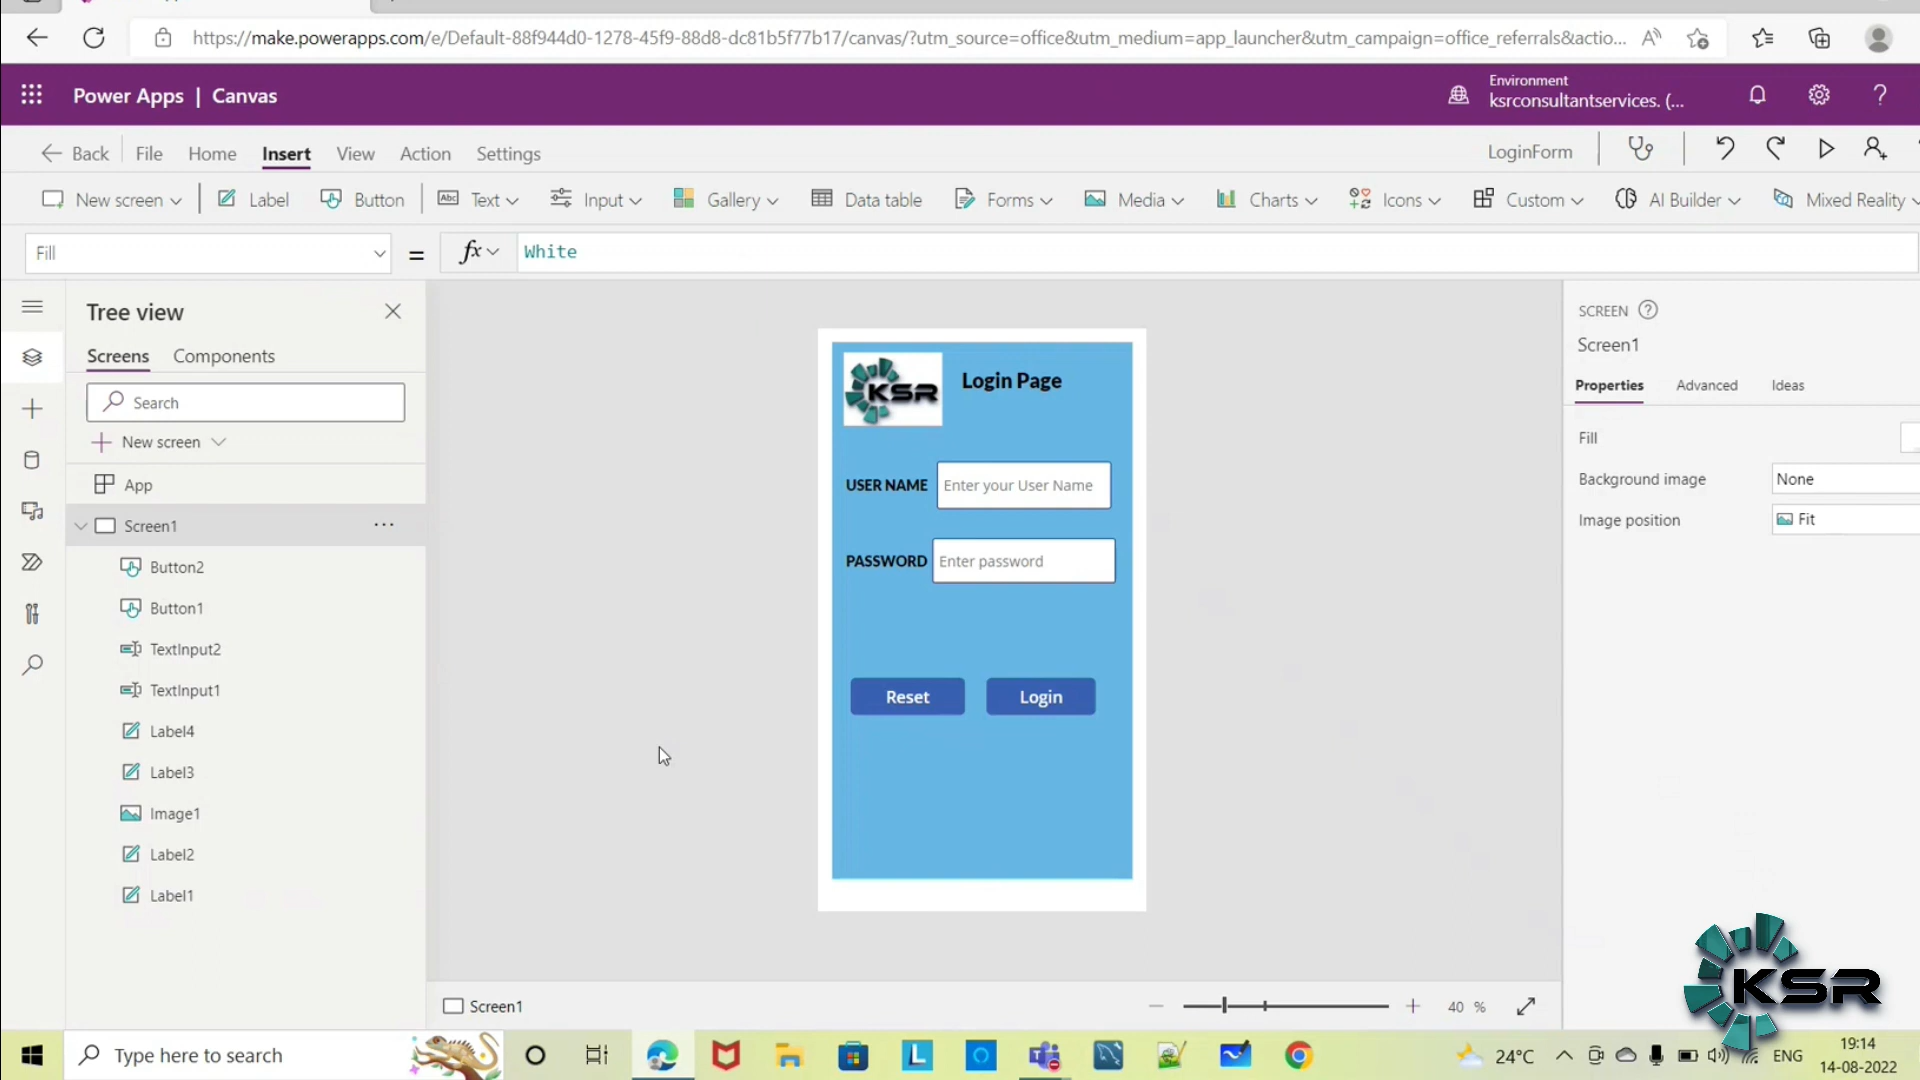 https://make.powerapps.com/e/Default-88f944d0-1278-45f9-88d8-dc81b5f77b17/canvas/?utm_source=office&utm_medium=app_launcher&utm_campaign=office_referrals&actio...
Power Apps | Canvas
Environment
ksrconsultantservices. (...
Back File Home Insert View Action Settings
LoginForm
New screen Label Button Text Input Gallery Data table Forms Media Charts Icons Custom AI Builder Mixed Reality
Fill = fx White
Tree view
Screens Components
Search
New screen
App
Screen1 ...
Button2
Button1
TextInput2
TextInput1
Label4
Label3
Image1
Label2
Label1
KSR
Login Page
USER NAME Enter your User Name
PASSWORD Enter password
Reset Login
SCREEN
Screen1
Properties Advanced Ideas
Fill
Background image None
Image position Fit
Screen1
40 %
KSR
Type here to search
24°C ENG
19:14
14-08-2022